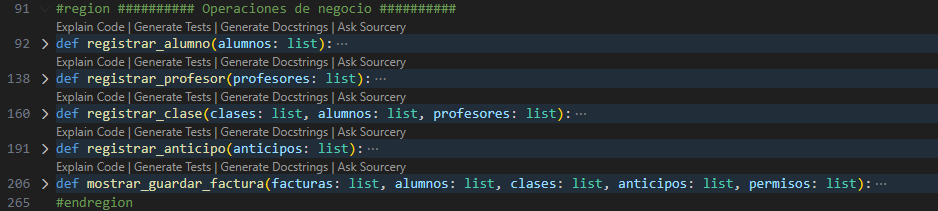 91 #region ########## Operaciones de negocio ##########
Explain Code | Generate Tests | Generate Docstrings | Ask Sourcery
92 > def registrar_alumno(alumnos: list): ···
Explain Code | Generate Tests | Generate Docstrings | Ask Sourcery
138 > def registrar_profesor(profesores: list): ···
Explain Code | Generate Tests | Generate Docstrings | Ask Sourcery
160 > def registrar_clase(clases: list, alumnos: list, profesores: list): ···
Explain Code | Generate Tests | Generate Docstrings | Ask Sourcery
191 > def registrar_anticipo(anticipos: list): ···
Explain Code | Generate Tests | Generate Docstrings | Ask Sourcery
206 > def mostrar_guardar_factura(facturas: list, alumnos: list, clases: list, anticipos: list, permisos: list): ···
265 #endregion